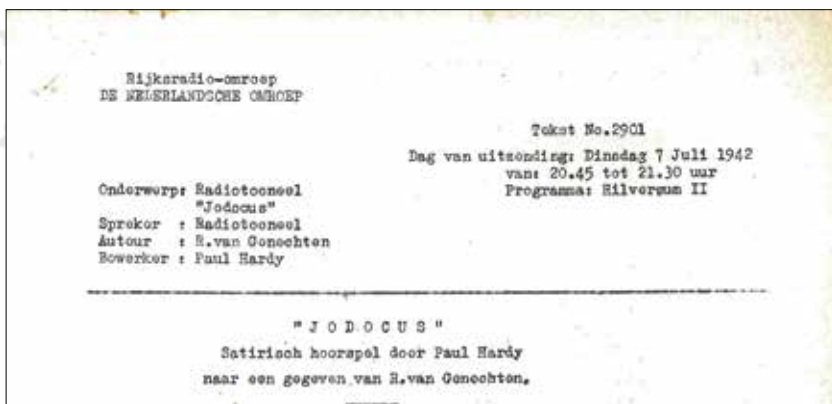 Rijksradio-omroep
DE NEDERLANDSCHE OMROEP
Tekst No.2901
Dag van uitzending: Dinsdag 7 Juli 1942
van: 20.45 tot 21.30 uur
Programma: Hilversum II
Onderwerp: Radiotooneel
"Jodocus"
Spreker : Radiotooneel
Auteur : R.van Genechten
Bewerker : Paul Hardy
"JODOCUS"
Satirisch hoorspel door Paul Hardy
naar een gegeven van R.van Genechten.